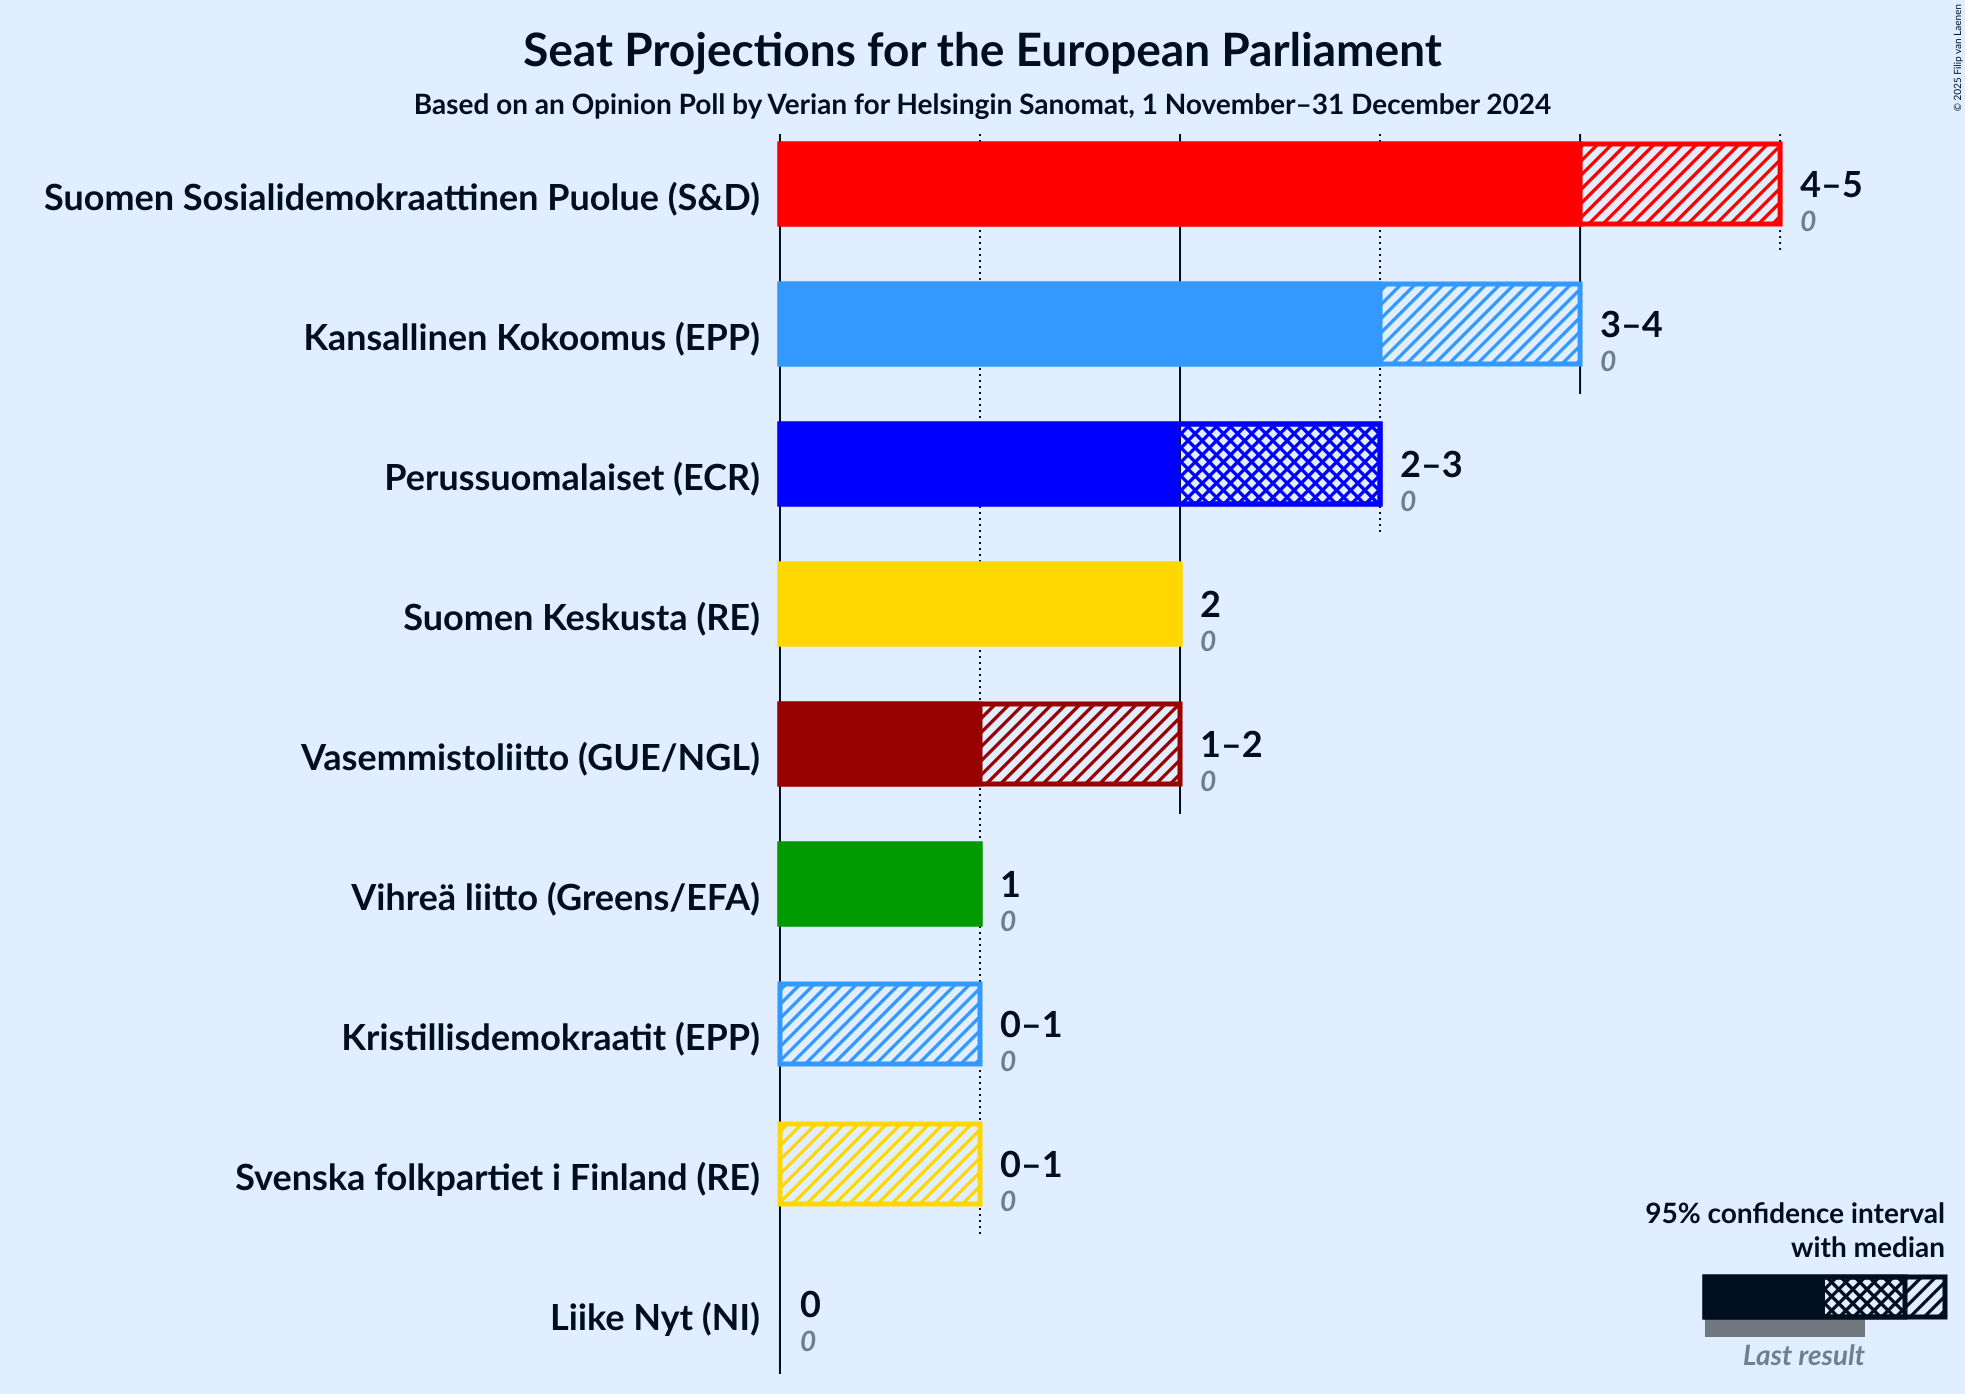 Seat Projections for the European Parliament
Based on an Opinion Poll by Verian for Helsingin Sanomat, 1 November–31 December 2024
© 2025 Filip van Laenen
Suomen Sosialidemokraattinen Puolue (S&D)
4–5
0
Kansallinen Kokoomus (EPP)
3–4
0
Perussuomalaiset (ECR)
2–3
0
Suomen Keskusta (RE)
2
0
Vasemmistoliitto (GUE/NGL)
1–2
0
Vihreä liitto (Greens/EFA)
1
0
Kristillisdemokraatit (EPP)
0–1
0
Svenska folkpartiet i Finland (RE)
0–1
0
Liike Nyt (NI)
0
0
95% confidence interval
with median
Last result